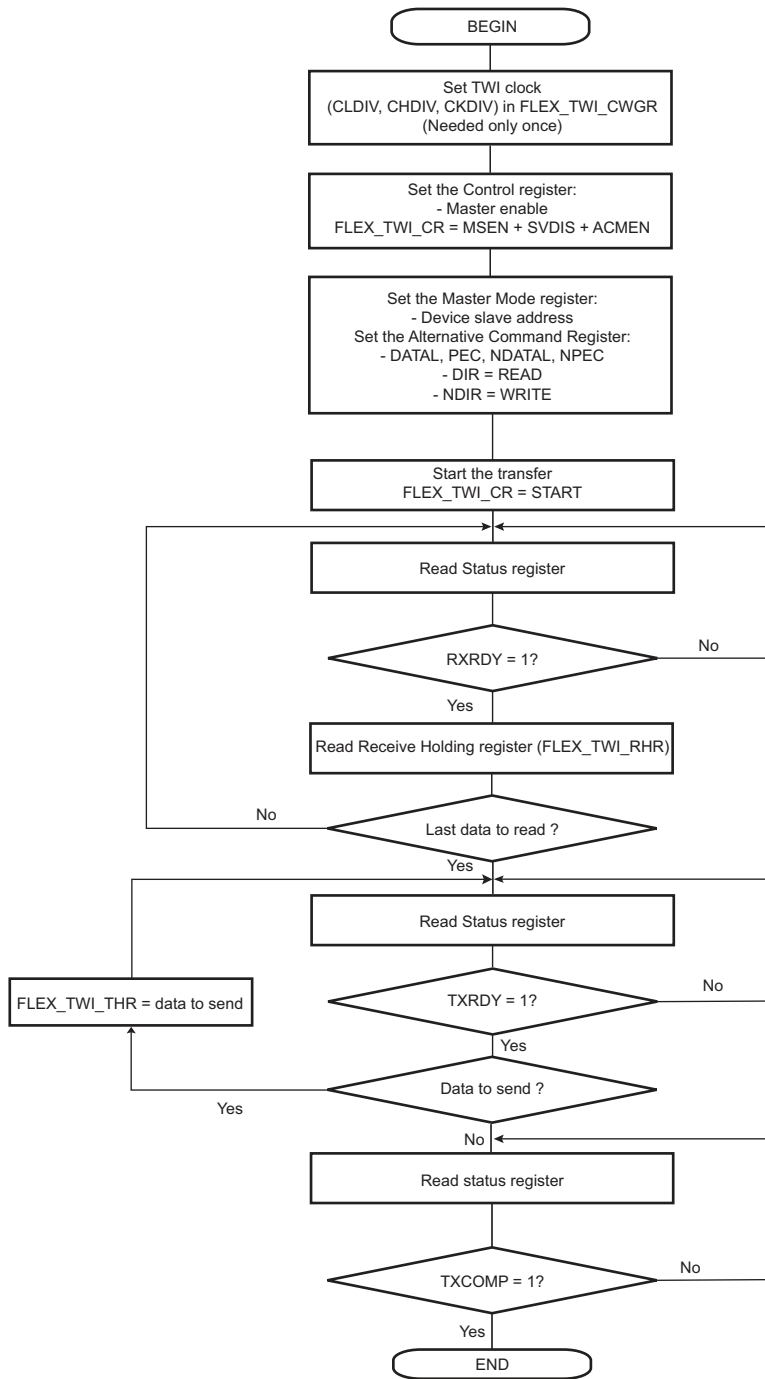 BEGIN
Set TWI clock
(CLDIV, CHDIV, CKDIV) in FLEX_TWI_CWGR
(Needed only once)
Set the Control register:
- Master enable
FLEX_TWI_CR = MSEN + SVDIS + ACMEN
Set the Master Mode register:
- Device slave address
Set the Alternative Command Register:
- DATAL, PEC, NDATAL, NPEC
- DIR = READ
- NDIR = WRITE
Start the transfer
FLEX_TWI_CR = START
Read Status register
RXRDY = 1?
No
Yes
Read Receive Holding register (FLEX_TWI_RHR)
No
Last data to read ?
Yes
Read Status register
FLEX_TWI_THR = data to send
TXRDY = 1?
No
Yes
Data to send ?
Yes
No
Read status register
TXCOMP = 1?
No
Yes
END